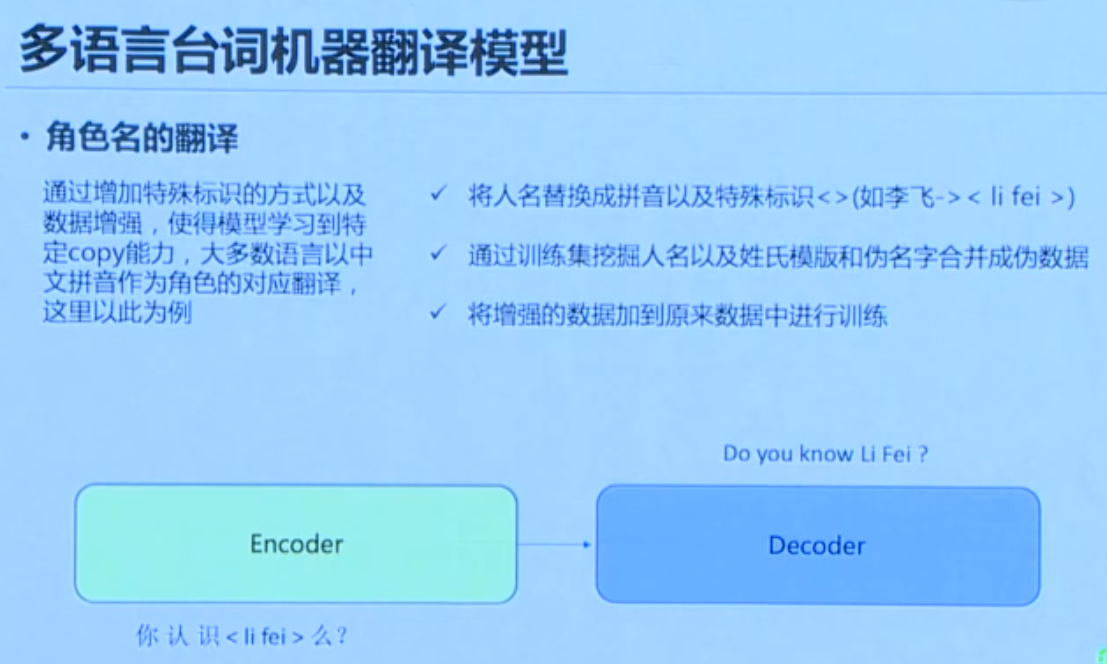 多语言台词机器翻译模型
• 角色名的翻译
通过增加特殊标识的方式以及
数据增强，使得模型学习到特
定copy能力，大多数语言以中
文拼音作为角色的对应翻译，
这里以此为例
✓ 将人名替换成拼音以及特殊标识<>(如李飞->< li fei >)
✓ 通过训练集挖掘人名以及姓氏模版和伪名字合并成伪数据
✓ 将增强的数据加到原来数据中进行训练
Do you know Li Fei ?
Encoder
Decoder
你 认 识 < li fei > 么?